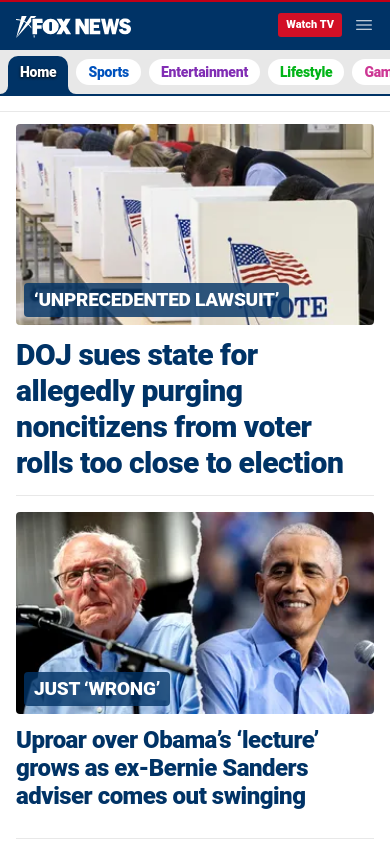 FOX NEWS
Watch TV
Home
Sports
Entertainment
Lifestyle
Gam
VOTE
‘UNPRECEDENTED LAWSUIT’
DOJ sues state for
allegedly purging
noncitizens from voter
rolls too close to election
JUST ‘WRONG’
Uproar over Obama’s ‘lecture’
grows as ex-Bernie Sanders
adviser comes out swinging